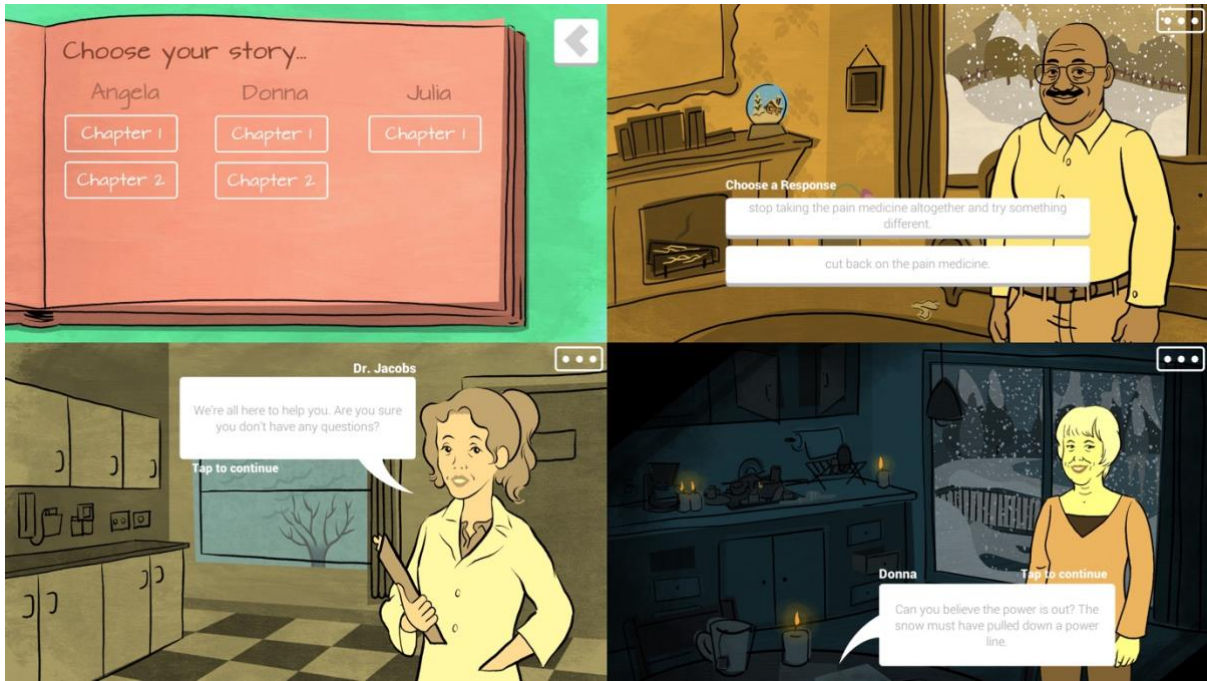 Choose your story...
Angela Donna Julia
Chapter 1 Chapter 1 Chapter 1
Chapter 2 Chapter 2
Choose a Response
stop taking the pain medicine altogether and try something
different.
cut back on the pain medicine.
Dr. Jacobs
We're all here to help you. Are you sure
you don't have any questions?
Tap to continue
Donna Tap to continue
Can you believe the power is out? The
snow must have pulled down a power
line.